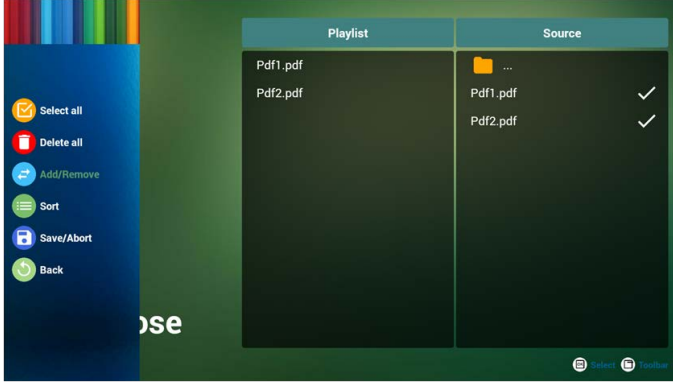 Playlist
Source
Pdf1.pdf
Pdf2.pdf
...
Pdf1.pdf
Pdf2.pdf
Select all
Delete all
Add/Remove
Sort
Save/Abort
Back
ose
Select
Toolbar